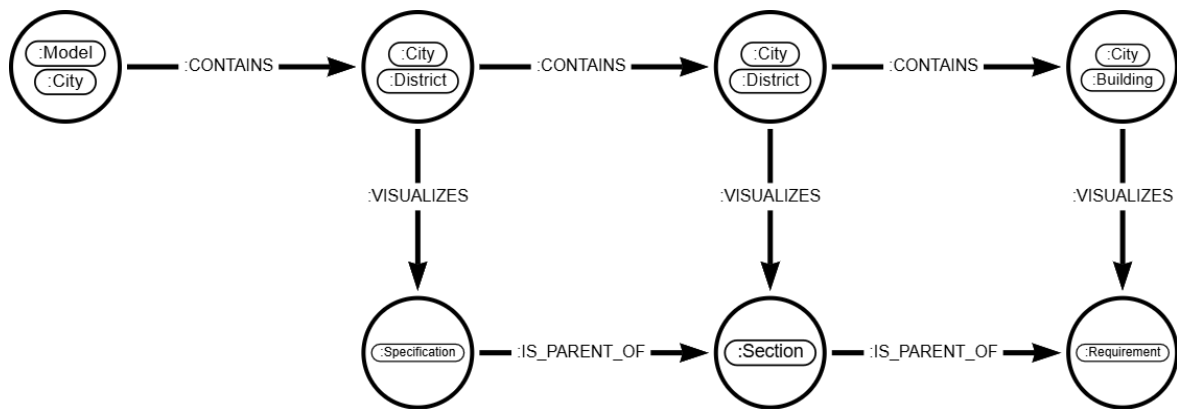 :Model
:City
:CONTAINS
:City
:District
:CONTAINS
:City
:District
:CONTAINS
:City
:Building
:VISUALIZES
:VISUALIZES
:VISUALIZES
:Specification
:IS_PARENT_OF
:Section
:IS_PARENT_OF
:Requirement